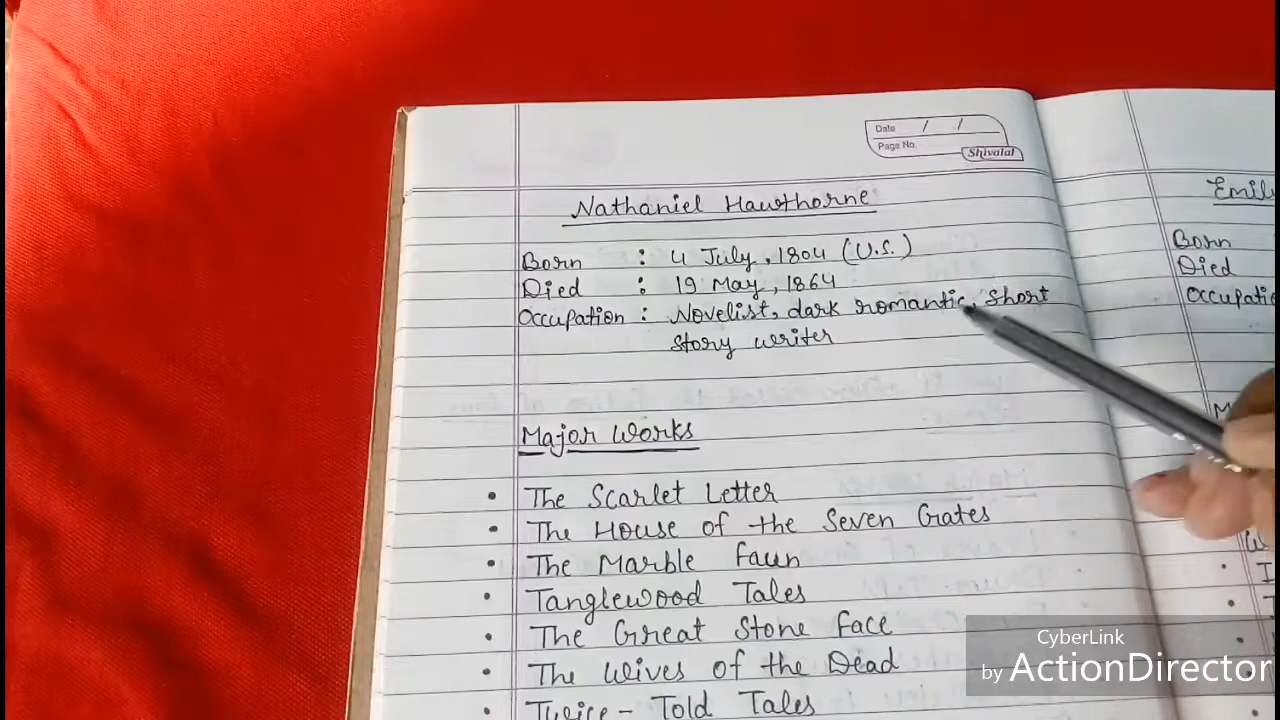 Date / /
Page No.
Shivalal
Nathaniel Hawthorne
Born : 4 July, 1804 (U.S.)
Died : 19 May, 1864
Occupation : Novelist, dark romantic, short
story writer
Major Works
• The Scarlet Letter
• The House of the Seven Gates
• The Marble Faun
• Tanglewood Tales
• The Great Stone Face
• The Wives of the Dead
• Twice-Told Tales
Born
Died
CyberLink
by ActionDirector